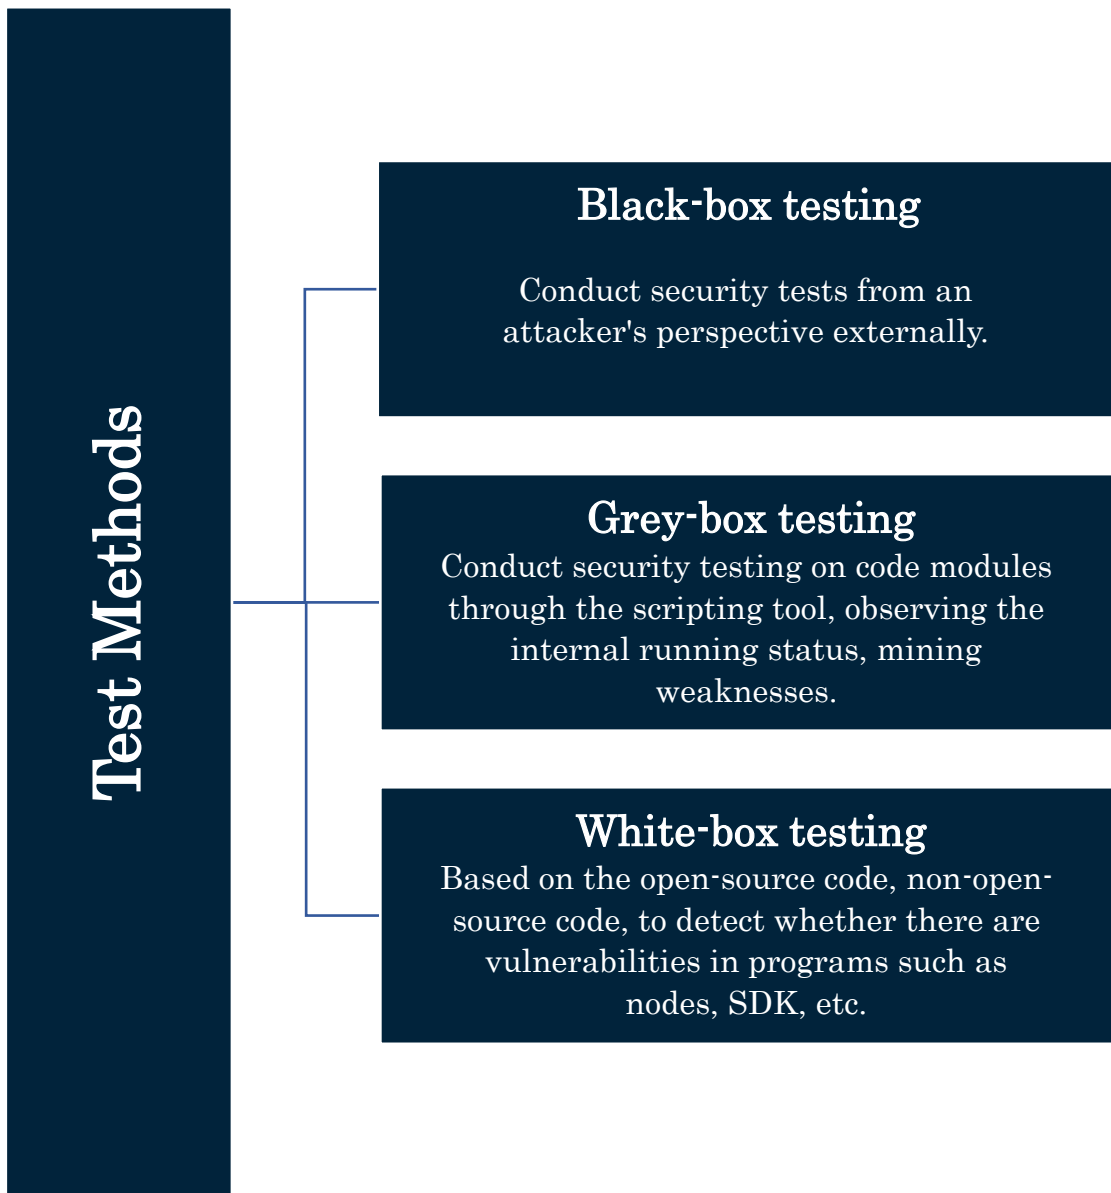 Test Methods
Black-box testing
Conduct security tests from an
attacker's perspective externally.
Grey-box testing
Conduct security testing on code modules
through the scripting tool, observing the
internal running status, mining
weaknesses.
White-box testing
Based on the open-source code, non-open-
source code, to detect whether there are
vulnerabilities in programs such as
nodes, SDK, etc.